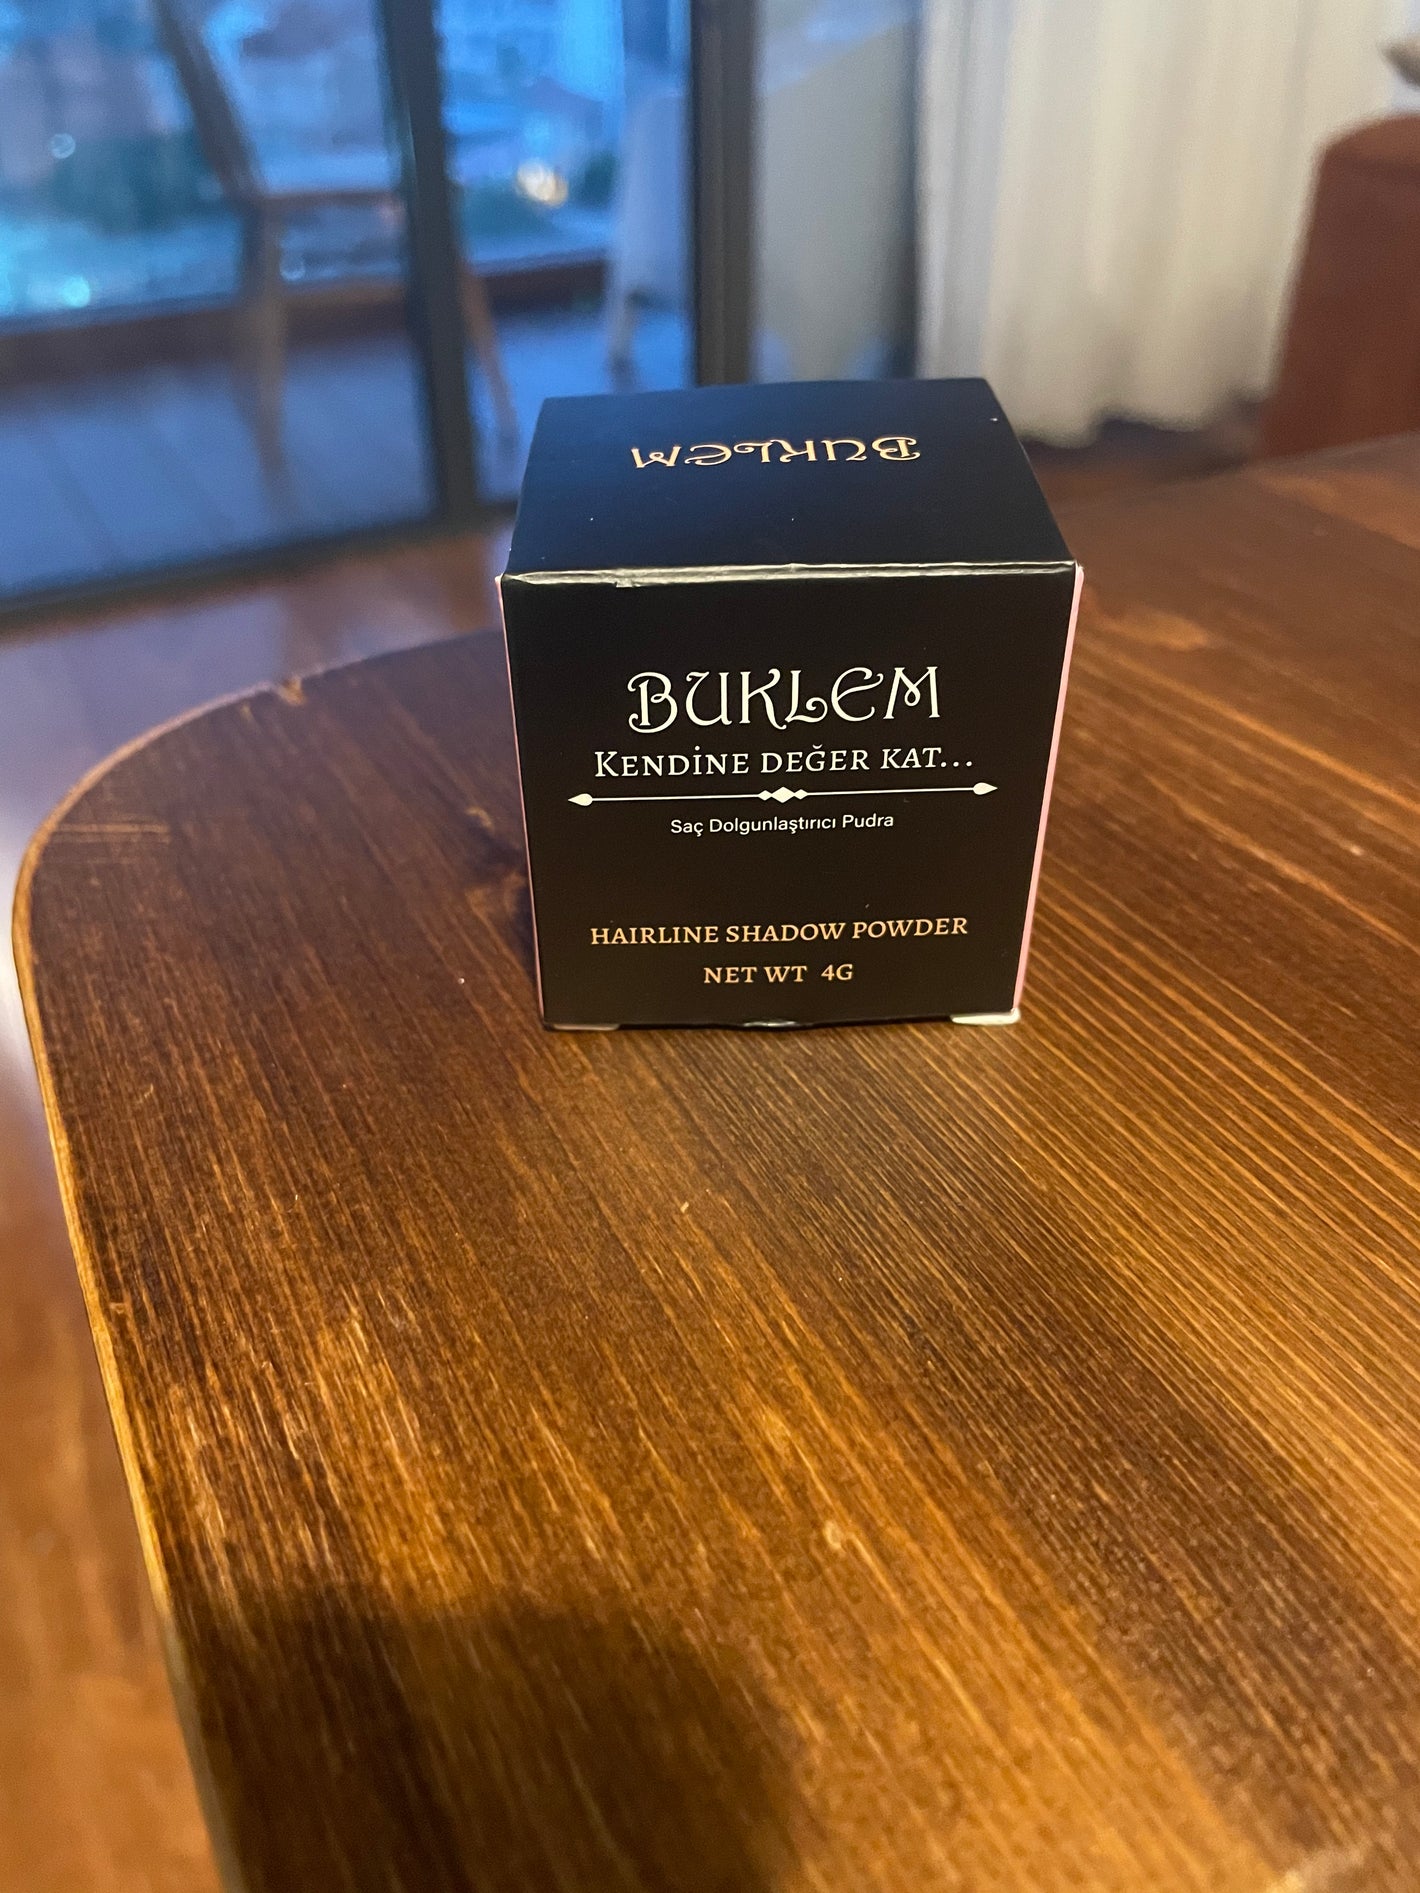 BUKLEM
BUKLEM
KENDİNE DEĞER KAT...
Saç Dolgunlaştırıcı Pudra
HAIRLINE SHADOW POWDER
NET WT 4G